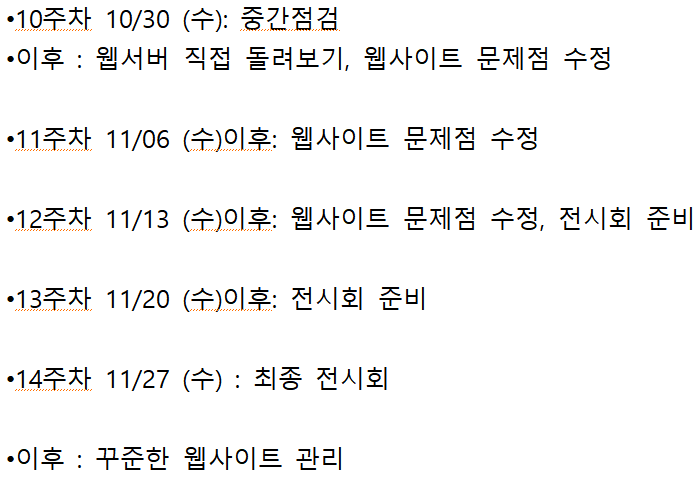 •10주차 10/30 (수): 중간점검
•이후 : 웹서버 직접 돌려보기, 웹사이트 문제점 수정
•11주차 11/06 (수)이후: 웹사이트 문제점 수정
•12주차 11/13 (수)이후: 웹사이트 문제점 수정, 전시회 준비
•13주차 11/20 (수)이후: 전시회 준비
•14주차 11/27 (수) : 최종 전시회
•이후 : 꾸준한 웹사이트 관리